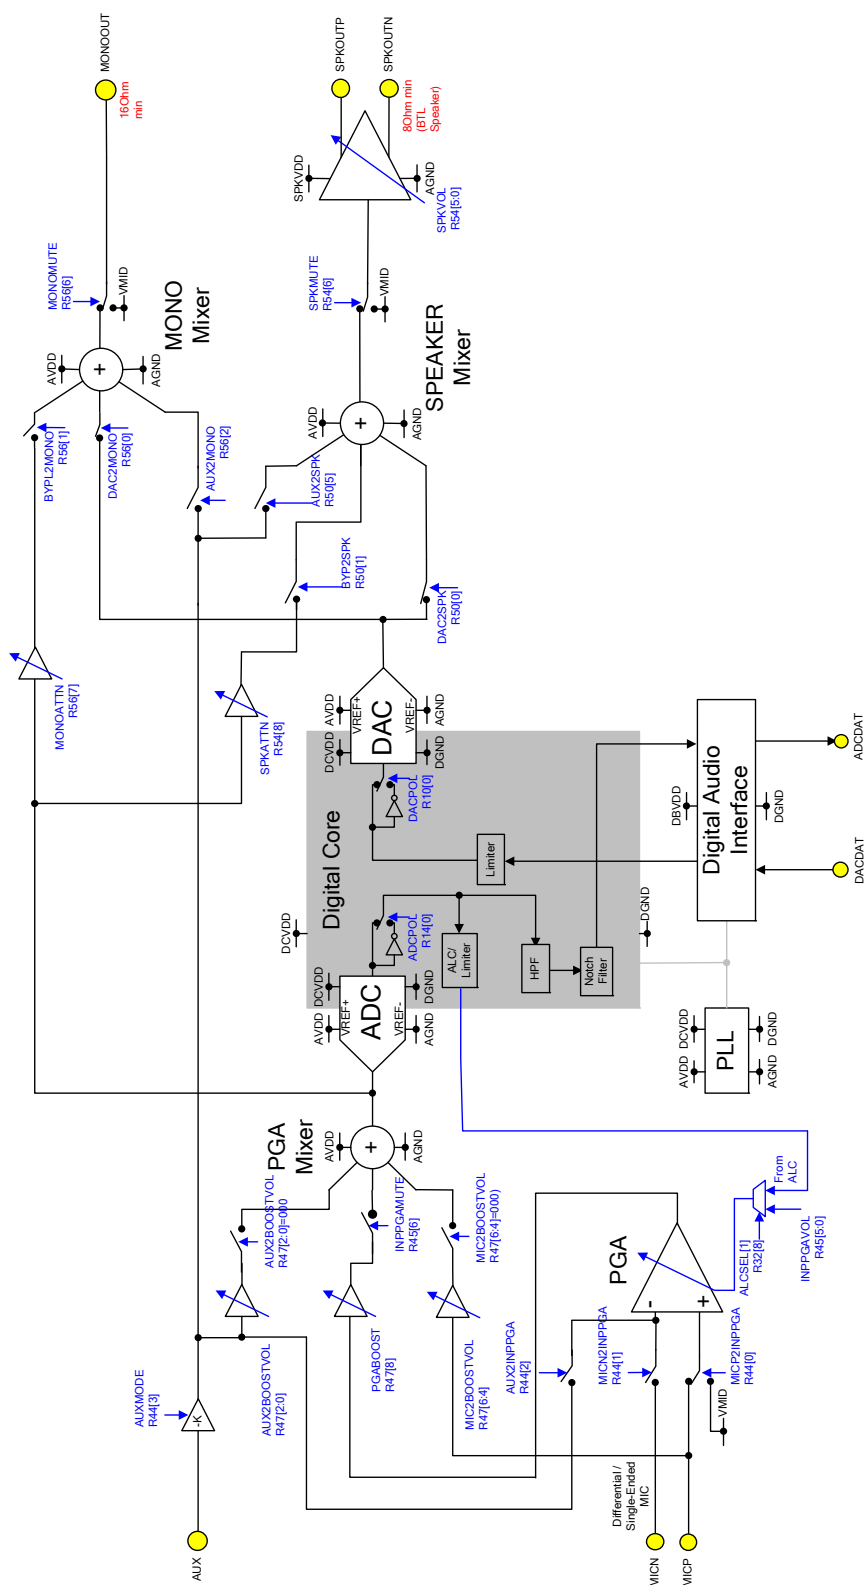 MONOOUT
16Ohm
min
SPKOUTP
SPKOUTN
8Ohm min
(BTL
Speaker)
SPKVDD
AGND
SPKVOL
R54[5:0]
MONOMUTE
R56[6]
VMID
SPKMUTE
R54[6]
VMID
MONO
Mixer
AVDD
AGND
SPEAKER
Mixer
AVDD
+
AGND
+
BYPL2MONO
R56[1]
DAC2MONO
R56[0]
AUX2MONO
R56[2]
AUX2SPK
R50[5]
BYP2SPK
R50[1]
DAC2SPK
R50[0]
MONOATTN
R56[7]
SPKATTN
R54[8]
DAC
AVDD
VREF+
VREF-
AGND
DCVDD
DGND
DACPOL
R10[0]
Digital Core
DCVDD
DGND
Limiter
ADCPOL
R14[0]
ALC/
Limiter
HPF
Notch
Filter
ADC
DCVDD
DGND
AVDD
VREF+
VREF-
AGND
Digital Audio
Interface
DBVDD
DGND
ADCDAT
DACDAT
PLL
DCVDD
DGND
AVDD
AGND
PGA
Mixer
AVDD
+
AGND
AUX2BOOSTVOL
R47[2:0]=000
INPPGAMUTE
R45[6]
MIC2BOOSTVOL
R47[6:4]=000)
From
ALC
AUXMODE
R44[3]
-K
AUX2BOOSTVOL
R47[2:0]
PGABOOST
R47[8]
MIC2BOOSTVOL
R47[6:4]
AUX2INPPGA
R44[2]
MICN2INPPGA
R44[1]
MICP2INPPGA
R44[0]
PGA
-
+
ALCSEL[1]
R32[8]
INPPGAVOL
R45[5:0]
VMID
Differential /
Single-Ended
MIC
AUX
MICN
MICP